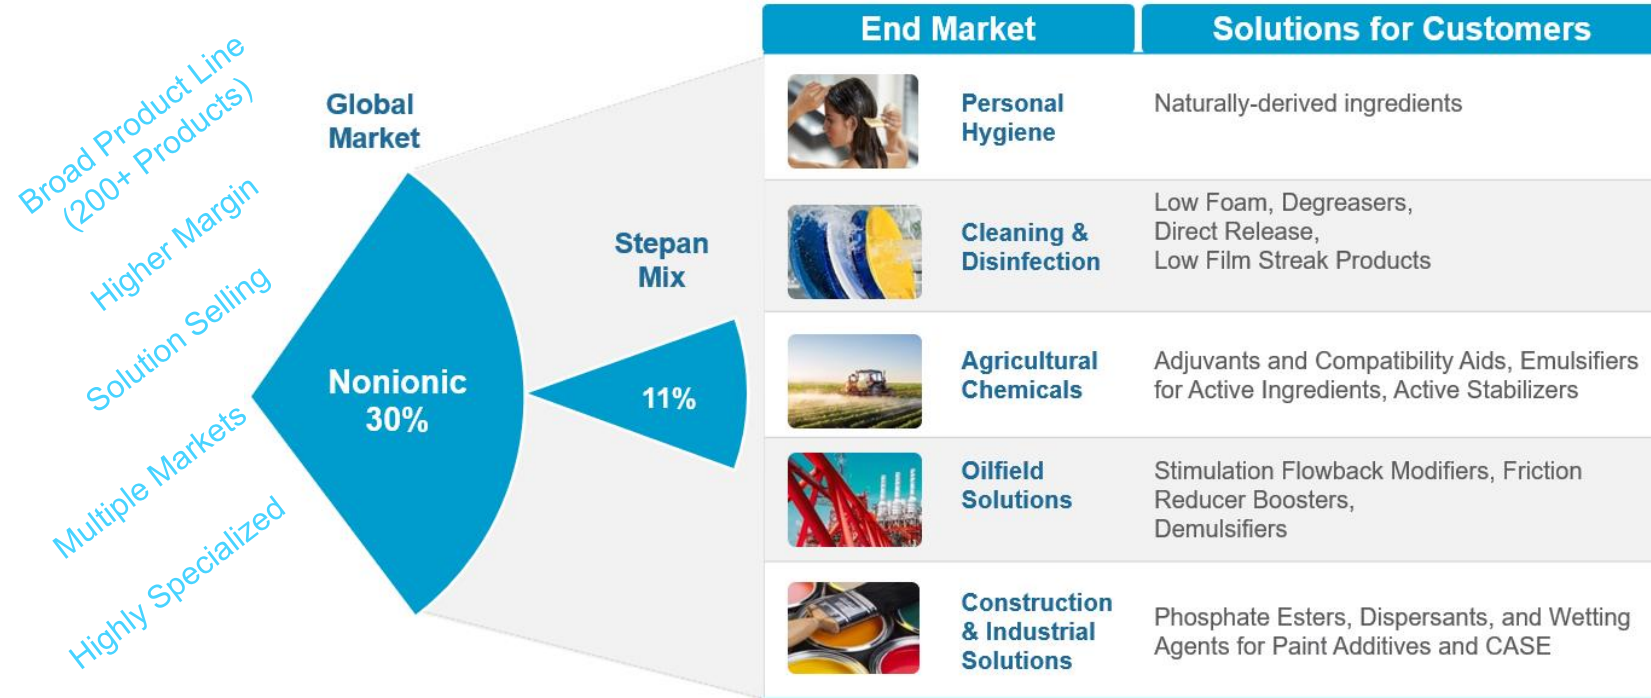 Broad Product Line
(200+ Products)
Higher Margin
Solution Selling
Multiple Markets
Highly Specialized
Global
Market
Nonionic
30%
Stepan
Mix
11%
End Market
Solutions for Customers
Personal
Hygiene
Naturally-derived ingredients
Cleaning &
Disinfection
Low Foam, Degreasers,
Direct Release,
Low Film Streak Products
Agricultural
Chemicals
Adjuvants and Compatibility Aids, Emulsifiers
for Active Ingredients, Active Stabilizers
Oilfield
Solutions
Stimulation Flowback Modifiers, Friction
Reducer Boosters,
Demulsifiers
Construction
& Industrial
Solutions
Phosphate Esters, Dispersants, and Wetting
Agents for Paint Additives and CASE